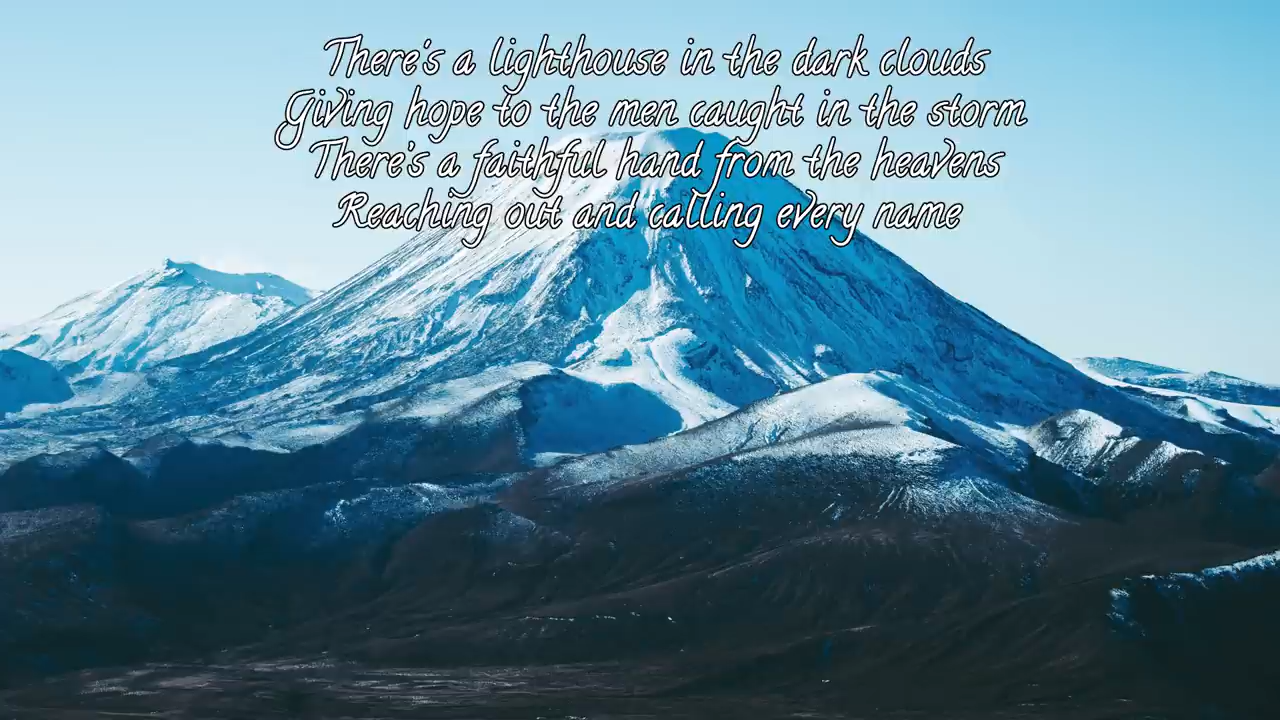 There's a lighthouse in the dark clouds
Giving hope to the men caught in the storm
There's a faithful hand from the heavens
Reaching out and calling every name